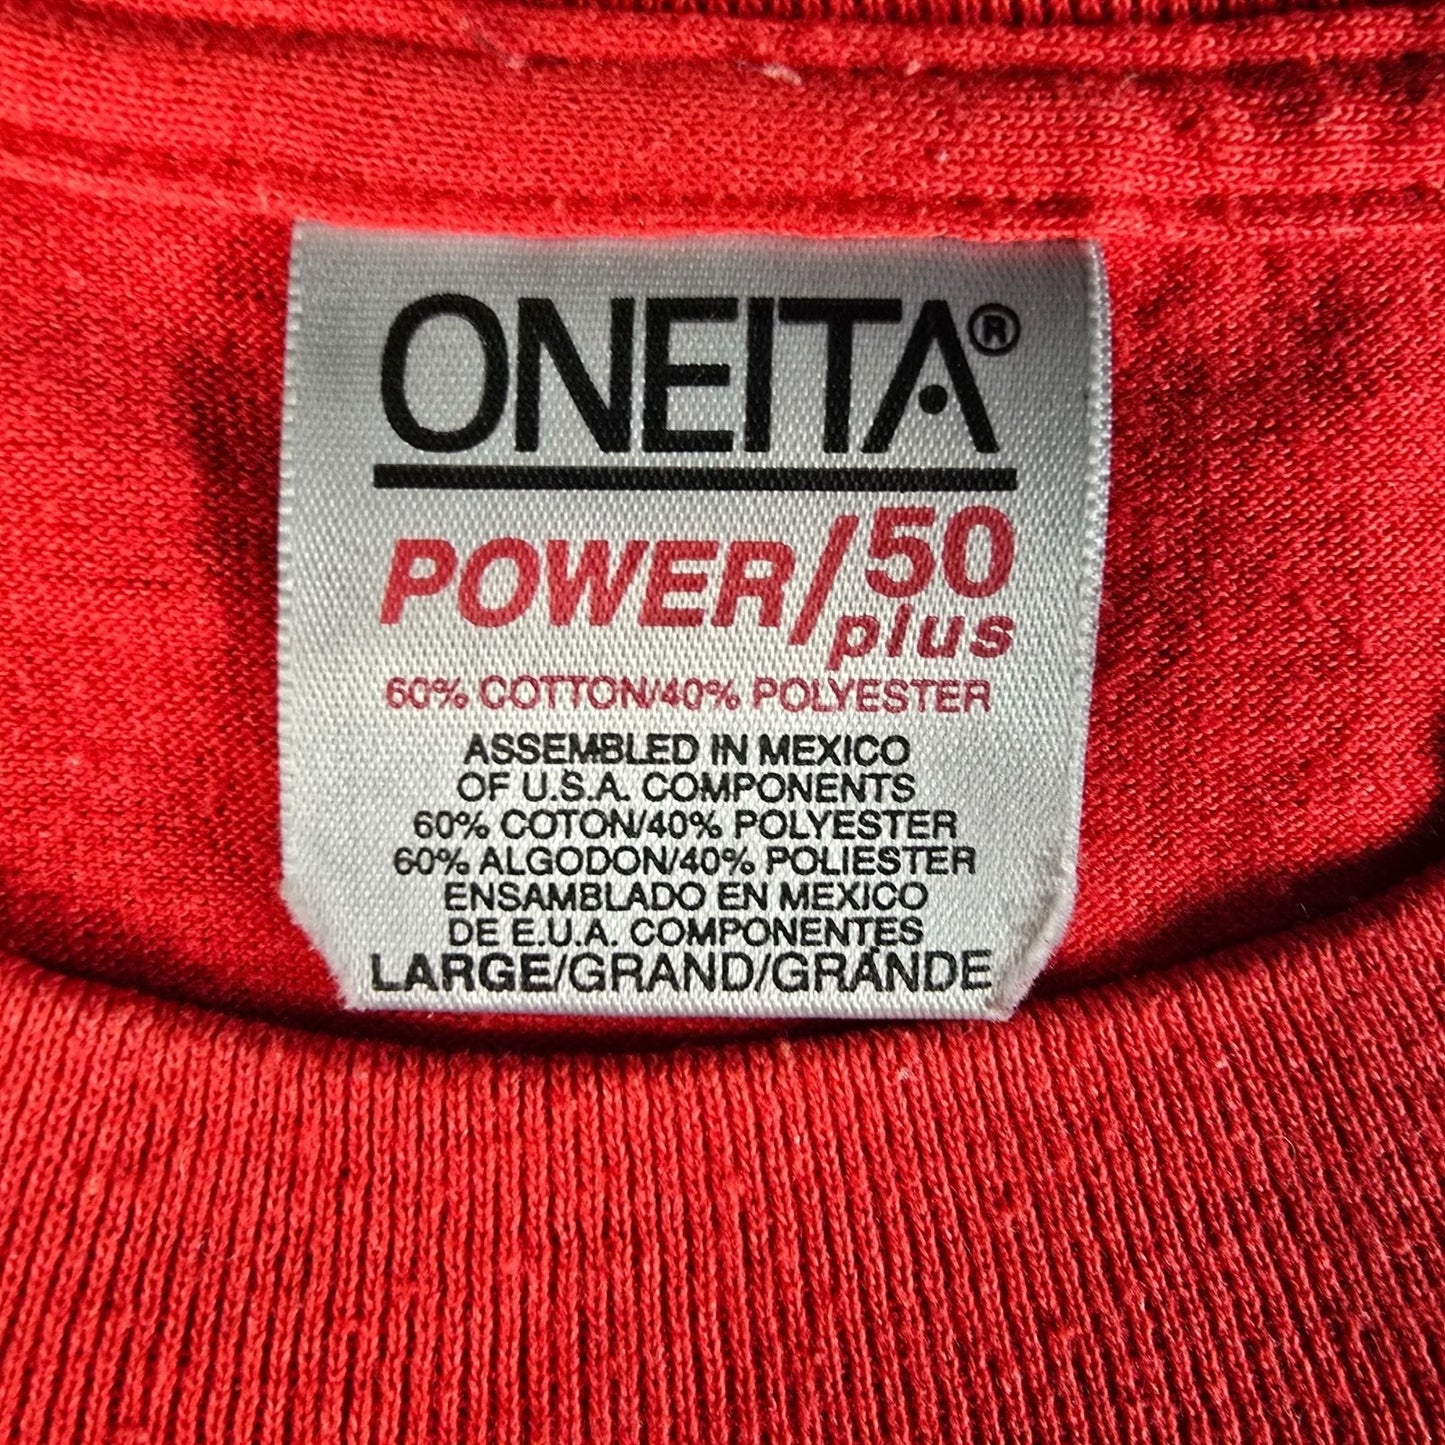 ONEITA®
POWER/50
plus
60% COTTON/40% POLYESTER
ASSEMBLED IN MEXICO
OF U.S.A. COMPONENTS
60% COTON/40% POLYESTER
60% ALGODON/40% POLIESTER
ENSAMBLADO EN MEXICO
DE E.U.A. COMPONENTES
LARGE/GRAND/GRANDE